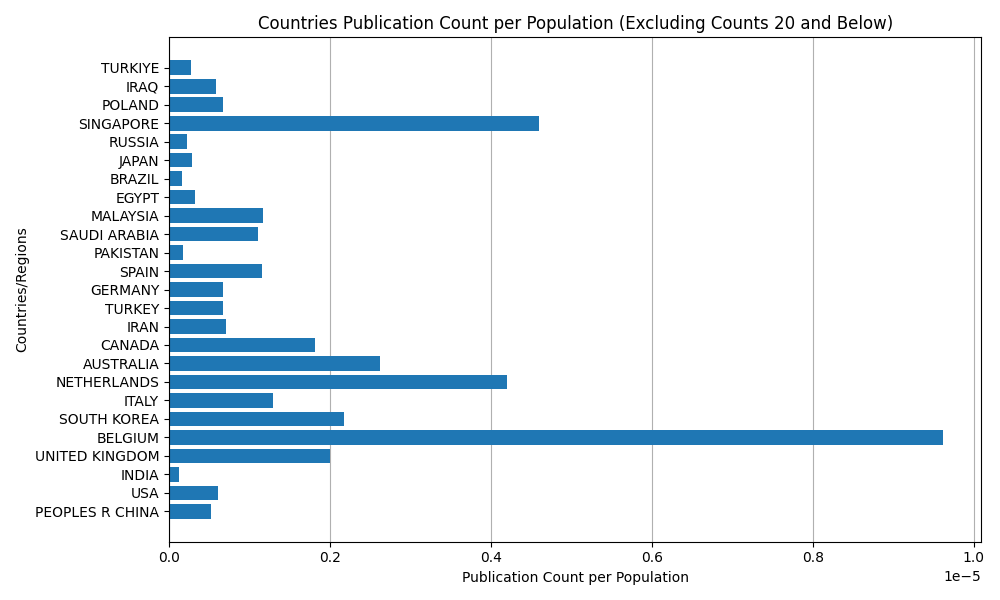 Countries Publication Count per Population (Excluding Counts 20 and Below)
Countries/Regions
TURKIYE
IRAQ
POLAND
SINGAPORE
RUSSIA
JAPAN
BRAZIL
EGYPT
MALAYSIA
SAUDI ARABIA
PAKISTAN
SPAIN
GERMANY
TURKEY
IRAN
CANADA
AUSTRALIA
NETHERLANDS
ITALY
SOUTH KOREA
BELGIUM
UNITED KINGDOM
INDIA
USA
PEOPLES R CHINA
0.0 0.2 0.4 0.6 0.8 1.0
1e−5
Publication Count per Population